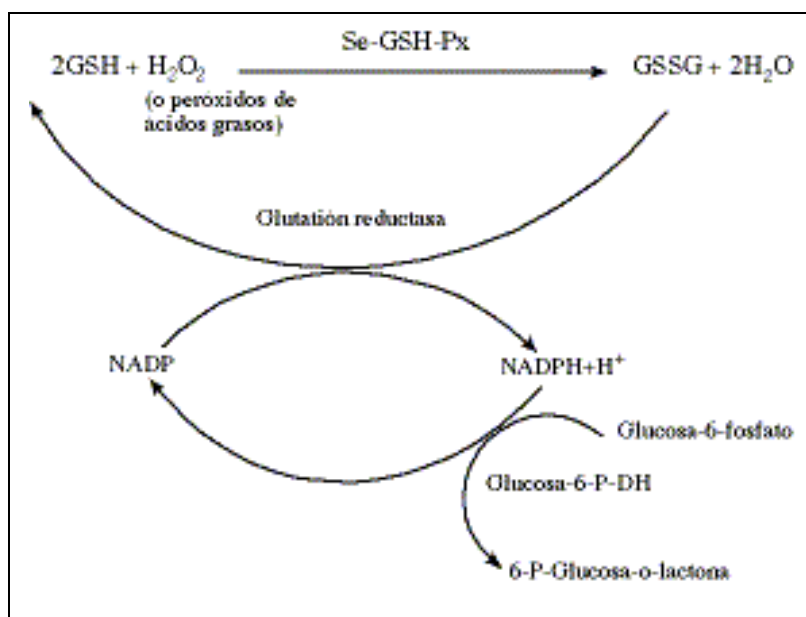 Se-GSH-Px
2GSH + H₂O₂ GSSG + 2H₂O
(o peróxidos de
ácidos grasos)
Glutatión reductasa
NADP NADPH+H⁺
Glucosa-6-fosfato
Glucosa-6-P-DH
6-P-Glucosa-o-lactona